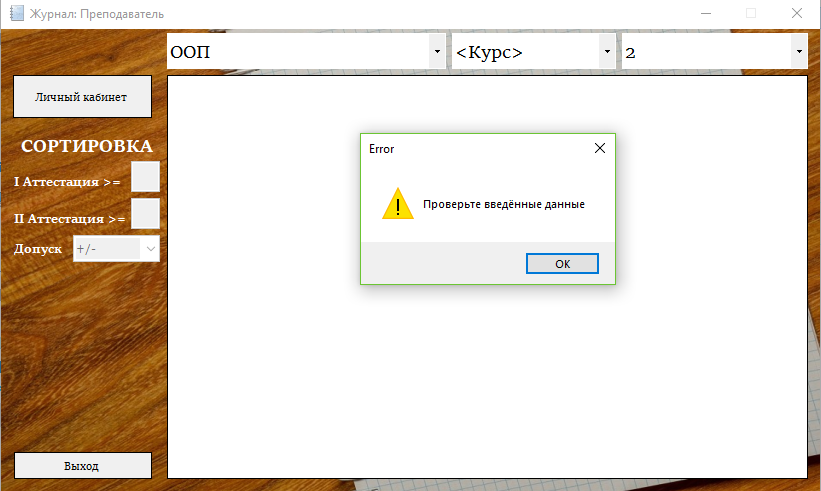 Журнал: Преподаватель
ООП
<Курс>
2
Личный кабинет
СОРТИРОВКА
I Аттестация >=
II Аттестация >=
Допуск
+/-
Error
Проверьте введённые данные
OK
Выход